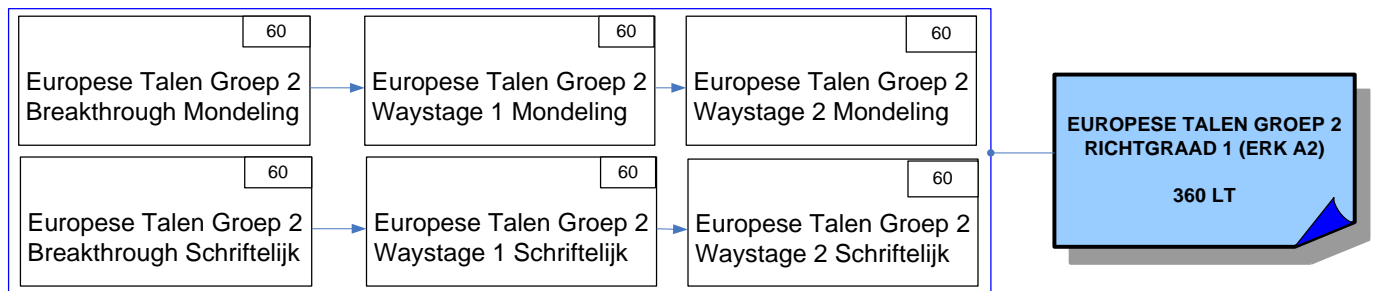 60
Europese Talen Groep 2
Breakthrough Mondeling
60
Europese Talen Groep 2
Waystage 1 Mondeling
60
Europese Talen Groep 2
Waystage 2 Mondeling
60
Europese Talen Groep 2
Breakthrough Schriftelijk
60
Europese Talen Groep 2
Waystage 1 Schriftelijk
60
Europese Talen Groep 2
Waystage 2 Schriftelijk
EUROPESE TALEN GROEP 2
RICHTGRAAD 1 (ERK A2)
360 LT